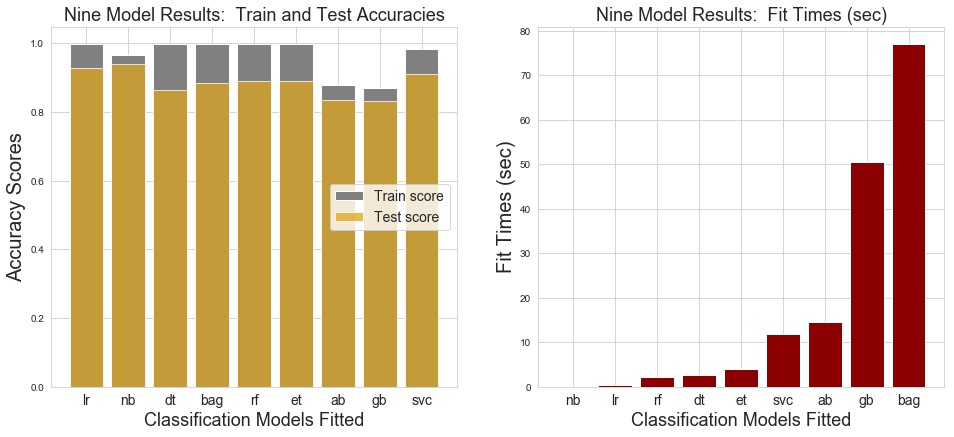 Nine Model Results:  Train and Test Accuracies
Accuracy Scores
1.0
0.8
0.6
0.4
0.2
0.0
Train score
Test score
lr nb dt bag rf et ab gb svc
Classification Models Fitted
Nine Model Results:  Fit Times (sec)
Fit Times (sec)
80
70
60
50
40
30
20
10
0
nb lr rf dt et svc ab gb bag
Classification Models Fitted